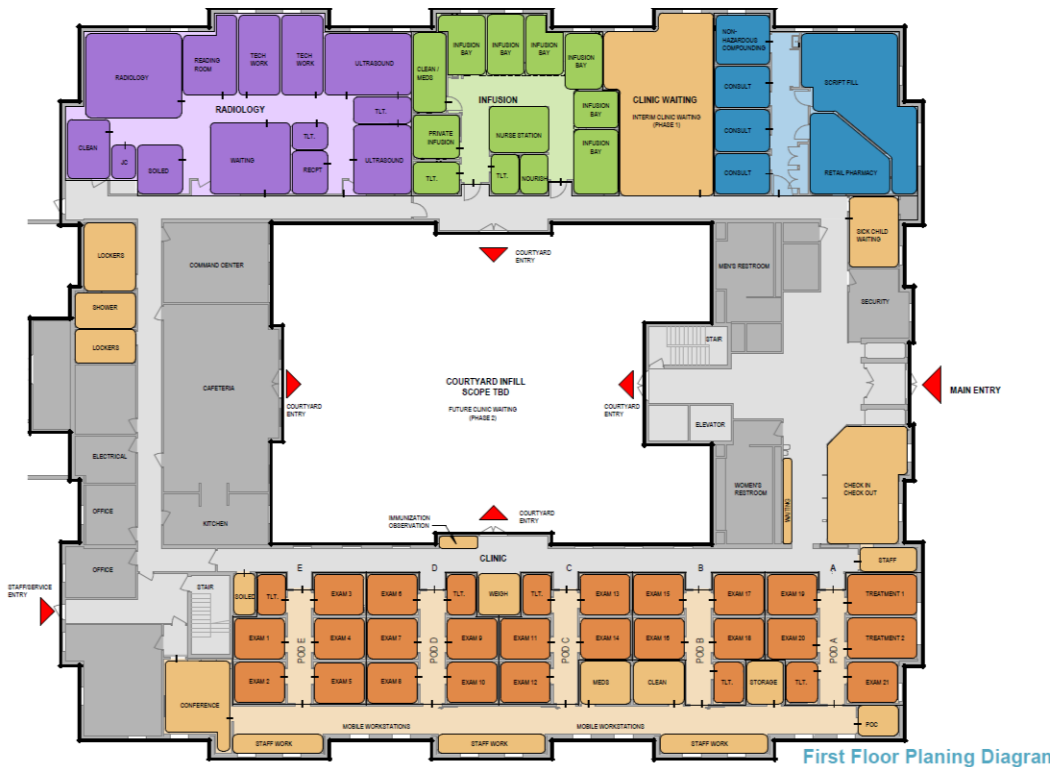 RADIOLOGY
READING
ROOM
TECH
WORK
TECH
WORK
ULTRASOUND
CLEAN /
MEDS
INFUSION
BAY
INFUSION
BAY
INFUSION
BAY
INFUSION
BAY
NON-
HAZARDOUS
COMPOUNDING
CONSULT
SCRIPT FILL
RADIOLOGY
TLT.
INFUSION
INFUSION
BAY
CLINIC WAITING
INTERIM CLINIC WAITING
(PHASE 1)
CONSULT
CLEAN
JC
SOILED
WAITING
TLT.
RECPT
ULTRASOUND
PRIVATE
INFUSION
TLT.
NURSE STATION
TLT.
NOURISH
INFUSION
BAY
CONSULT
RETAIL PHARMACY
LOCKERS
COMMAND CENTER
COURTYARD
ENTRY
MEN'S RESTROOM
SICK CHILD
WAITING
SHOWER
LOCKERS
SECURITY
STAIR
CAFETERIA
COURTYARD
ENTRY
COURTYARD INFILL
SCOPE TBD
FUTURE CLINIC WAITING
(PHASE 2)
COURTYARD
ENTRY
MAIN ENTRY
ELEVATOR
ELECTRICAL
OFFICE
KITCHEN
WOMEN'S
RESTROOM
WAITING
CHECK IN
CHECK OUT
IMMUNIZATION
OBSERVATION
COURTYARD
ENTRY
OFFICE
CLINIC
STAFF
E
D
C
B
A
STAFF/SERVICE
ENTRY
STAIR
SOILED
TLT.
EXAM 3
EXAM 6
TLT.
WEIGH
TLT.
EXAM 13
EXAM 15
EXAM 17
EXAM 19
TREATMENT 1
EXAM 1
POD E
EXAM 4
EXAM 7
POD D
EXAM 9
EXAM 11
POD C
EXAM 14
EXAM 16
POD B
EXAM 18
EXAM 20
POD A
TREATMENT 2
EXAM 2
EXAM 5
EXAM 8
EXAM 10
EXAM 12
MEDS
CLEAN
TLT.
STORAGE
TLT.
EXAM 21
CONFERENCE
MOBILE WORKSTATIONS
MOBILE WORKSTATIONS
POC
STAFF WORK
STAFF WORK
STAFF WORK
First Floor Planing Diagran